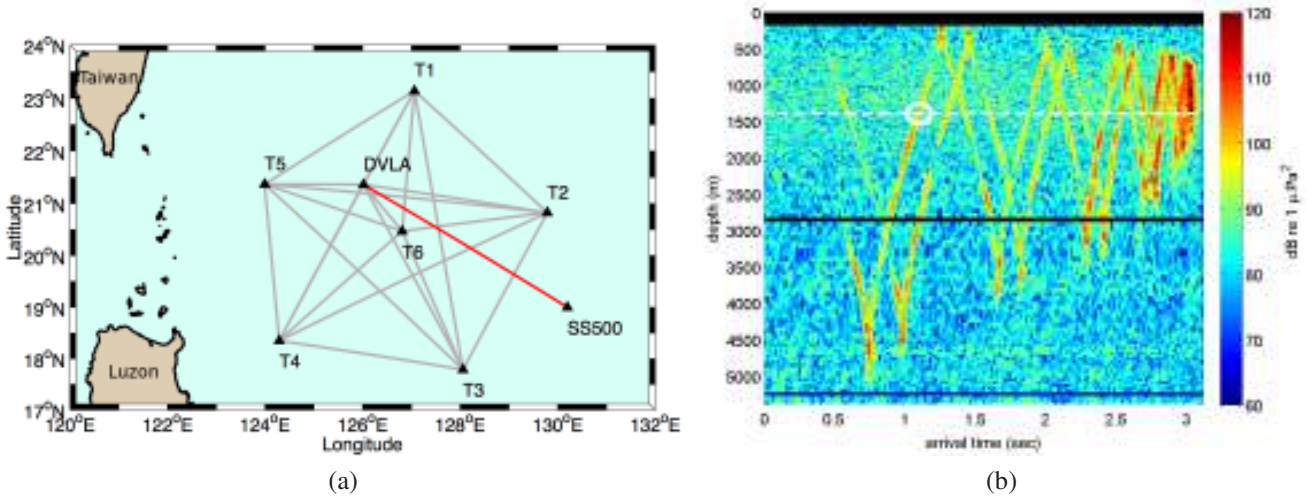 24°N
23°N
22°N
21°N
20°N
19°N
18°N
17°N
Latitude
Taiwan
Luzon
T1
T5
DVLA
T2
T6
SS500
T4
T3
120°E
122°E
124°E
126°E
128°E
130°E
132°E
Longitude
(a)
0
500
1000
1500
2000
2500
3000
3500
4000
4500
5000
depth (m)
0
0.5
1
1.5
2
2.5
3
arrival time (sec)
120
110
100
90
80
70
60
dB re 1 μPa²
(b)